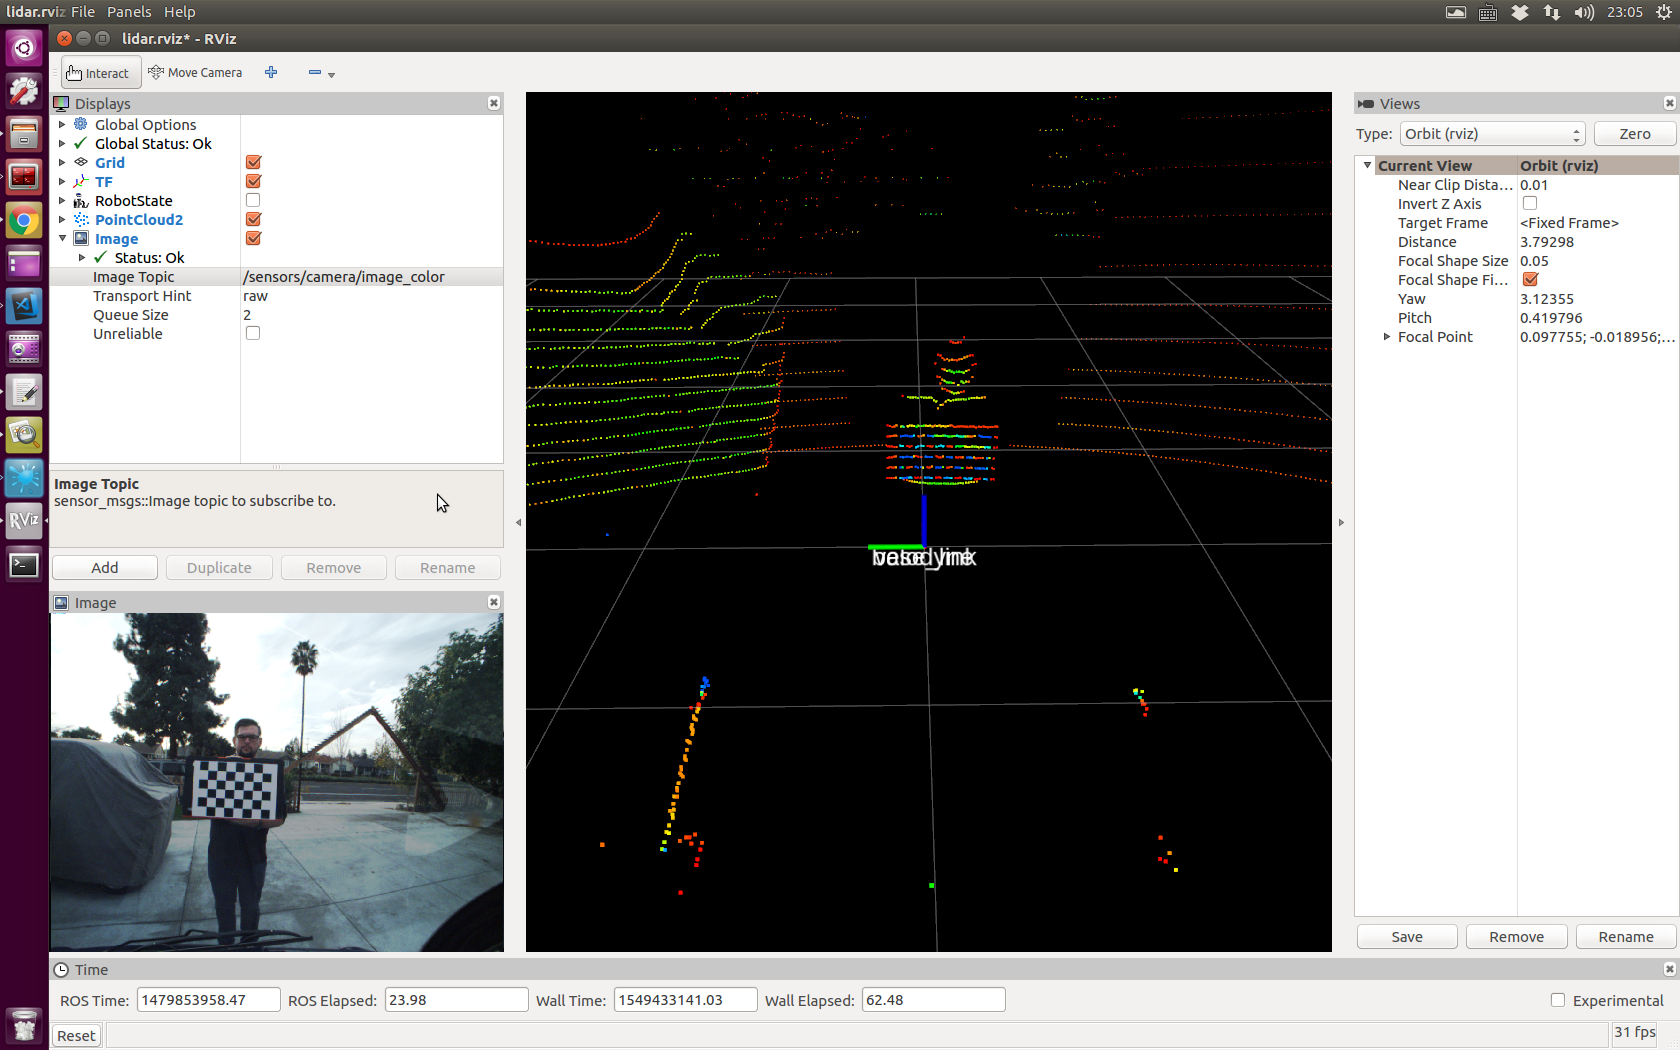 lidar.rviz File Panels Help 23:05
lidar.rviz* - RViz
Interact Move Camera
Displays
Global Options
Global Status: Ok
Grid
TF
RobotState
PointCloud2
Image
Status: Ok
Image Topic /sensors/camera/image_color
Transport Hint raw
Queue Size 2
Unreliable
Image Topic
sensor_msgs::Image topic to subscribe to.
Add Duplicate Remove Rename
RViz
Image
base_link
velodyne
Views
Type: Orbit (rviz) Zero
Current View Orbit (rviz)
Near Clip Dista... 0.01
Invert Z Axis
Target Frame <Fixed Frame>
Distance 3.79298
Focal Shape Size 0.05
Focal Shape Fi...
Yaw 3.12355
Pitch 0.419796
Focal Point 0.097755; -0.018956;...
Save Remove Rename
Time
ROS Time: 1479853958.47 ROS Elapsed: 23.98 Wall Time: 1549433141.03 Wall Elapsed: 62.48 Experimental
Reset 31 fps